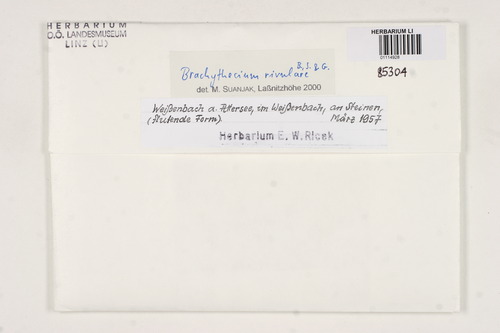 HERBARIUM
O.Ö. LANDESMUSEUM
LINZ (U)
HERBARIUM LI
01114928
85304
Brachythecium rivulare B. S. & G.
det. M. SUANJAK, Laßnitzhöhe 2000
Weißenbach a. Attersee, im Weißenbach, an Steinen,
(flutende Form). März 1957
Herbarium E. W. Ricek